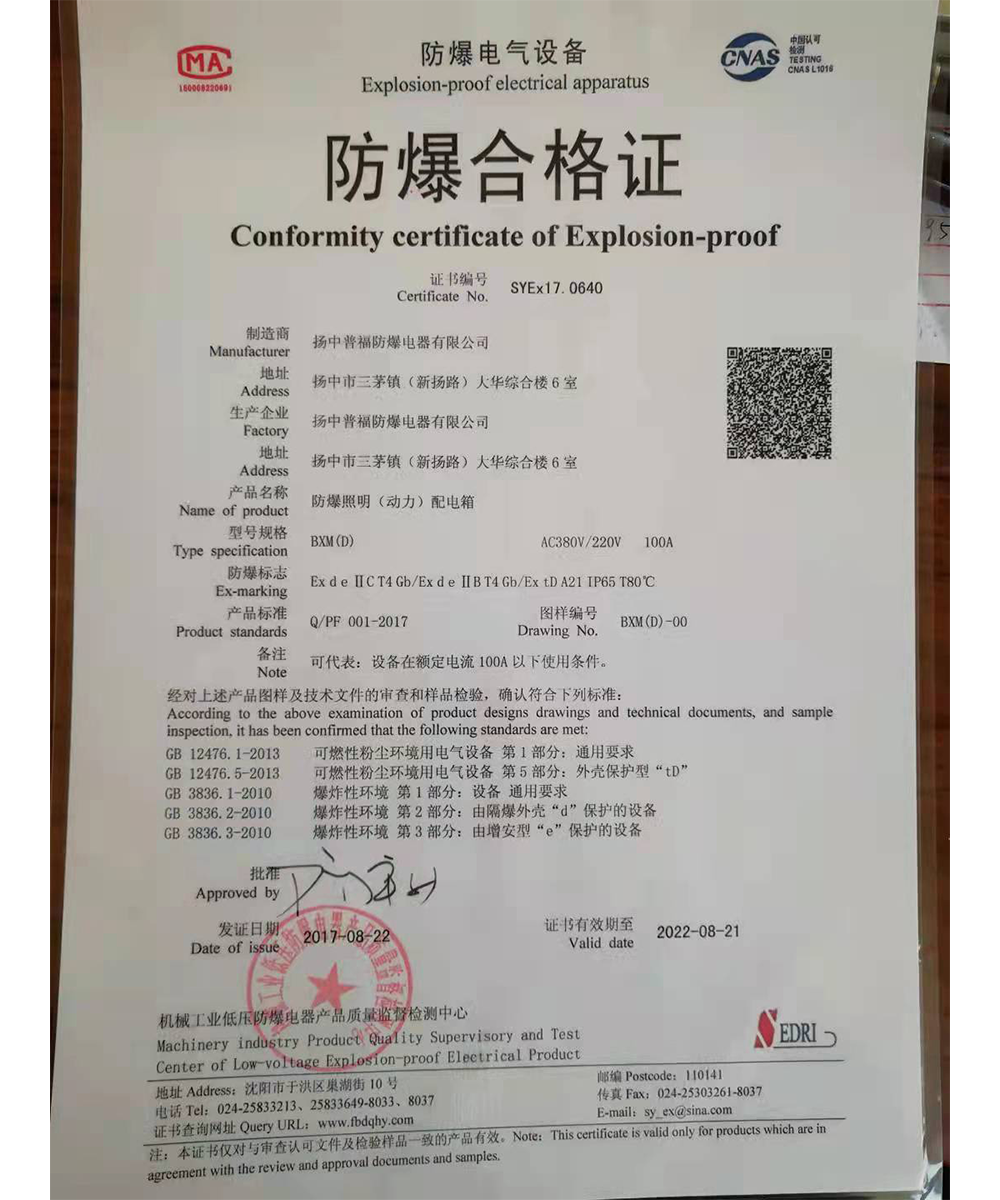 MA
150008220691
防爆电气设备
Explosion-proof electrical apparatus
CNAS
中国认可
检测
TESTING
CNAS L1016
防爆合格证
Conformity certificate of Explosion-proof
证书编号
Certificate No.
SYEx17.0640
制造商
Manufacturer
扬中普福防爆电器有限公司
地址
Address
扬中市三茅镇（新扬路）大华综合楼6室
生产企业
Factory
扬中普福防爆电器有限公司
地址
Address
扬中市三茅镇（新扬路）大华综合楼6室
产品名称
Name of product
防爆照明（动力）配电箱
型号规格
Type specification
BXM(D) AC380V/220V 100A
防爆标志
Ex-marking
Ex d e ⅡC T4 Gb/Ex d e ⅡB T4 Gb/Ex tD A21 IP65 T80℃
产品标准
Product standards
Q/PF 001-2017
图样编号
Drawing No.
BXM(D)-00
备注
Note
可代表：设备在额定电流100A以下使用条件。
经对上述产品图样及技术文件的审查和样品检验，确认符合下列标准：
According to the above examination of product designs drawings and technical documents, and sample
inspection, it has been confirmed that the following standards are met:
GB 12476.1-2013 可燃性粉尘环境用电气设备 第1部分：通用要求
GB 12476.5-2013 可燃性粉尘环境用电气设备 第5部分：外壳保护型“tD”
GB 3836.1-2010 爆炸性环境 第1部分：设备 通用要求
GB 3836.2-2010 爆炸性环境 第2部分：由隔爆外壳“d”保护的设备
GB 3836.3-2010 爆炸性环境 第3部分：由增安型“e”保护的设备
批准
Approved by
发证日期
Date of issue
2017-08-22
证书有效期至
Valid date
2022-08-21
机械工业低压防爆电器产品质量监督检测中心
Machinery industry Product Quality Supervisory and Test
Center of Low-voltage Explosion-proof Electrical Product
SEDRI
地址 Address: 沈阳市于洪区巢湖街10号
电话 Tel: 024-25833213、25833649-8033、8037
证书查询网址 Query URL: www.fbdqhy.com
邮编 Postcode: 110141
传真 Fax: 024-25303261-8037
E-mail: sy_ex@sina.com
注：本证书仅对与审查认可文件及检验样品一致的产品有效。Note: This certificate is valid only for products which are in
agreement with the review and approval documents and samples.